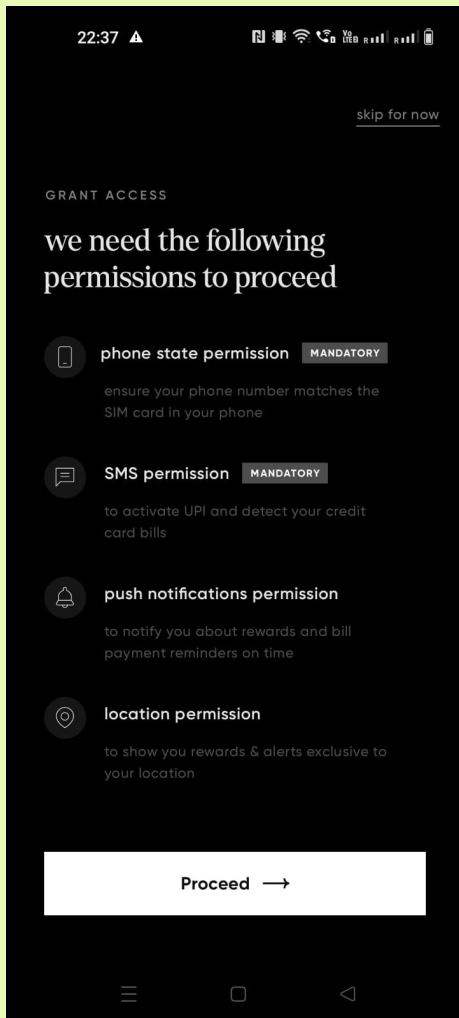 22:37
skip for now
GRANT ACCESS
we need the following
permissions to proceed
phone state permission MANDATORY
ensure your phone number matches the
SIM card in your phone
SMS permission MANDATORY
to activate UPI and detect your credit
card bills
push notifications permission
to notify you about rewards and bill
payment reminders on time
location permission
to show you rewards & alerts exclusive to
your location
Proceed